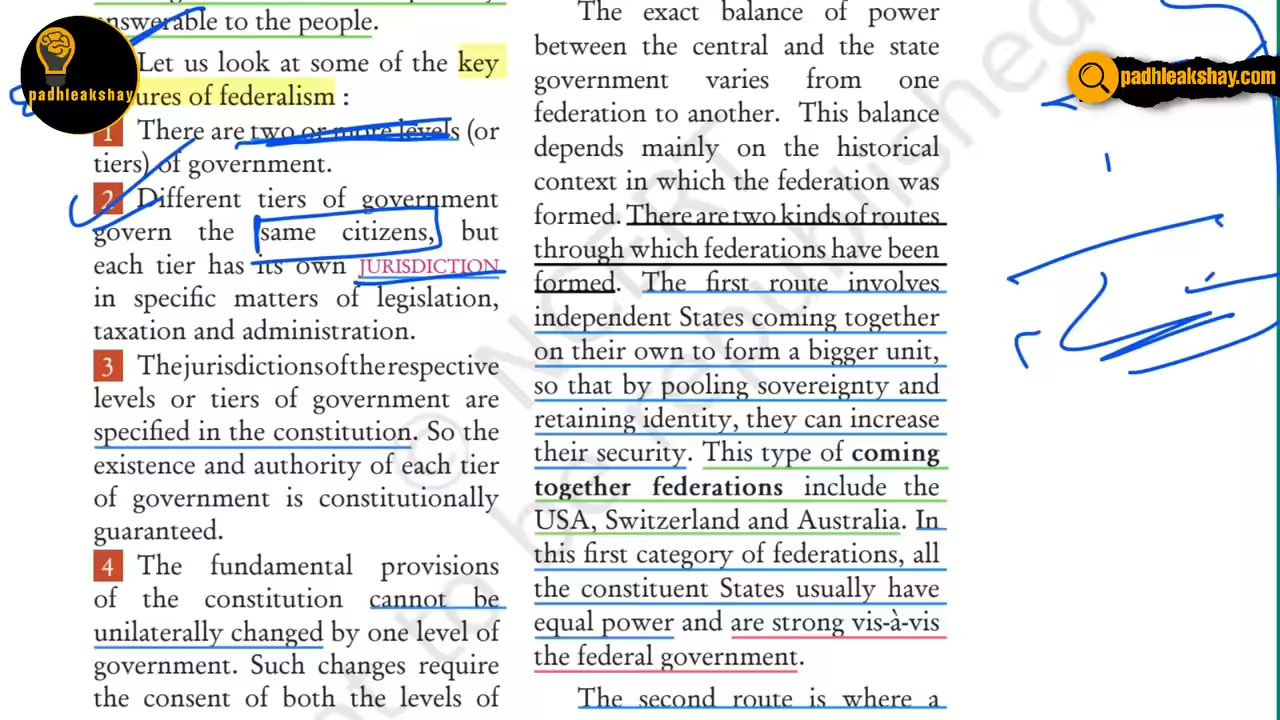 answerable to the people.
Let us look at some of the key
ures of federalism :
1 There are two or more levels (or
tiers) of government.
2 Different tiers of government
govern the same citizens, but
each tier has its own JURISDICTION
in specific matters of legislation,
taxation and administration.
3 The jurisdictions of the respective
levels or tiers of government are
specified in the constitution. So the
existence and authority of each tier
of government is constitutionally
guaranteed.
4 The fundamental provisions
of the constitution cannot be
unilaterally changed by one level of
government. Such changes require
the consent of both the levels of
The exact balance of power
between the central and the state
government varies from one
federation to another. This balance
depends mainly on the historical
context in which the federation was
formed. There are two kinds of routes
through which federations have been
formed. The first route involves
independent States coming together
on their own to form a bigger unit,
so that by pooling sovereignty and
retaining identity, they can increase
their security. This type of coming
together federations include the
USA, Switzerland and Australia. In
this first category of federations, all
the constituent States usually have
equal power and are strong vis-à-vis
the federal government.
The second route is where a
padhleakshay
padhleakshay.com
© NCERT
be republished